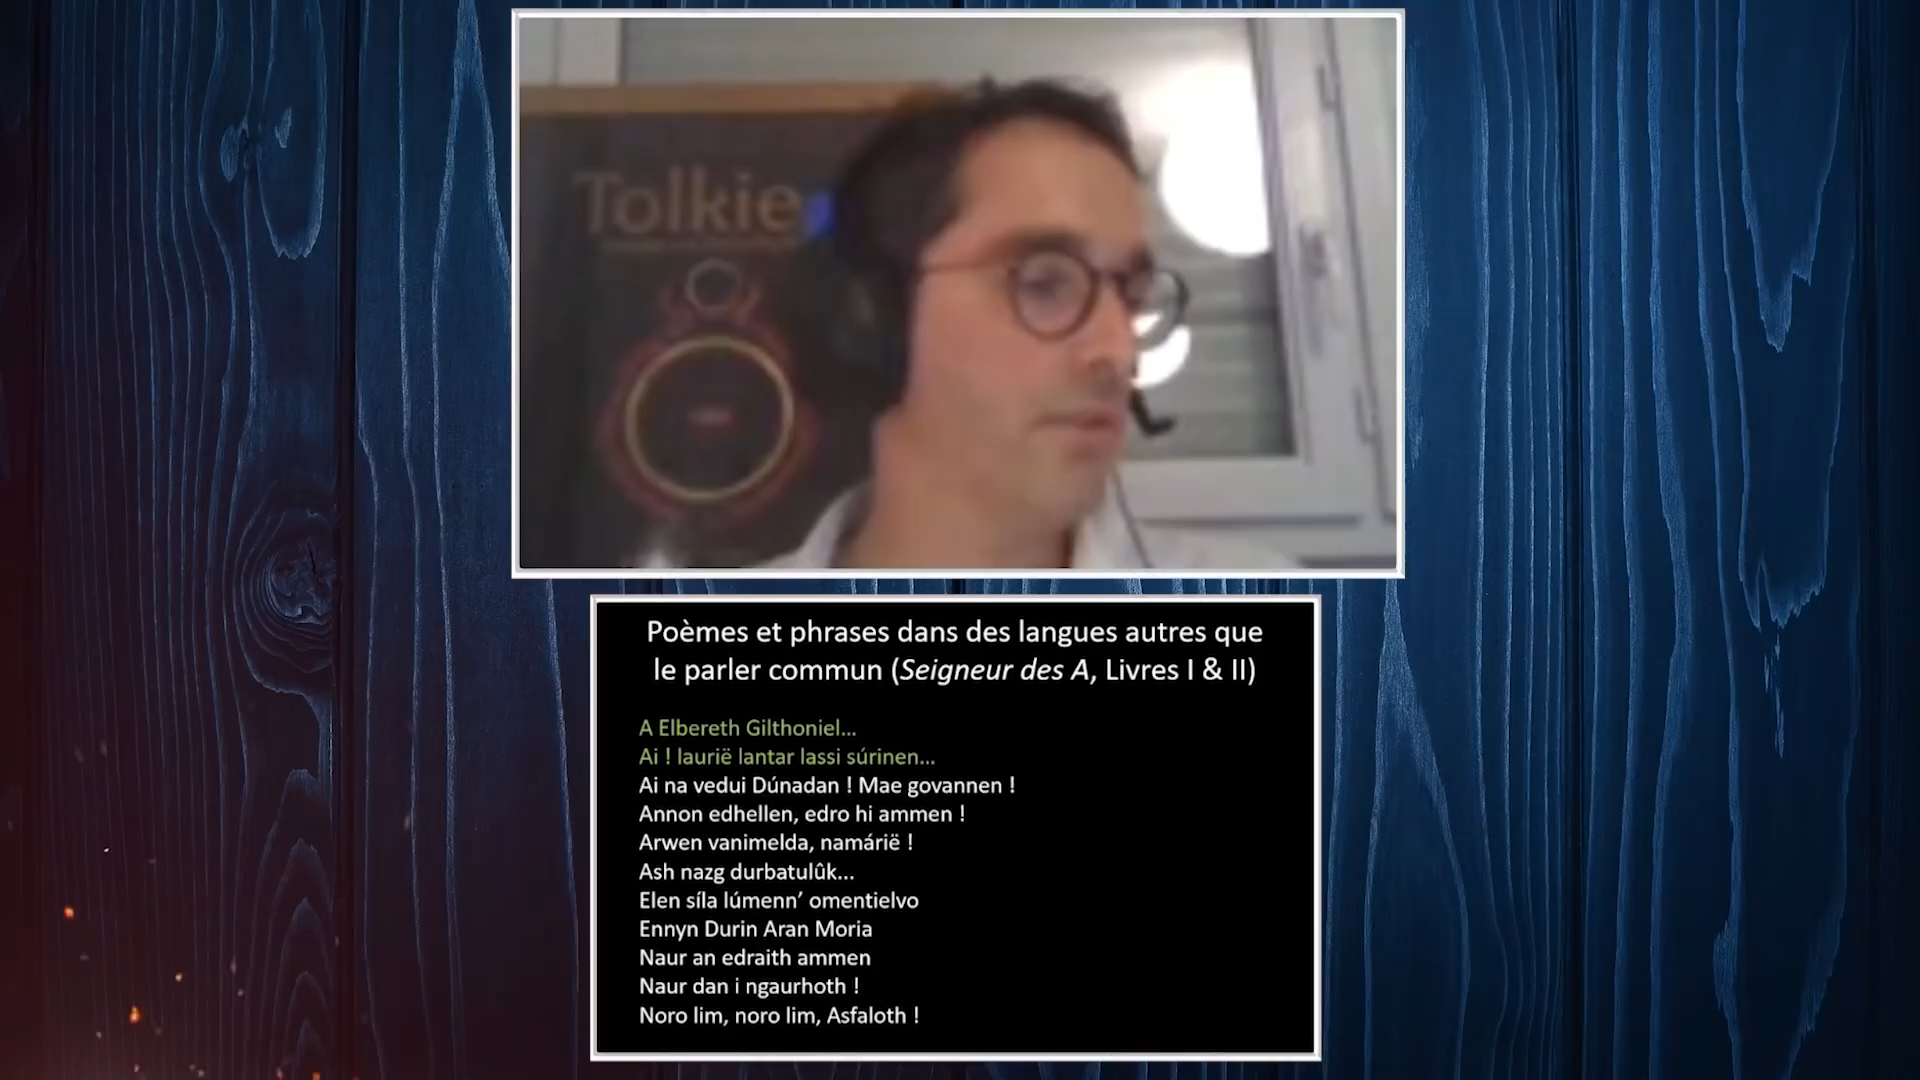 Tolkie
Poèmes et phrases dans des langues autres que
le parler commun (Seigneur des A, Livres I & II)
A Elbereth Gilthoniel...
Ai ! laurië lantar lassi súrinen...
Ai na vedui Dúnadan ! Mae govannen !
Annon edhellen, edro hi ammen !
Arwen vanimelda, namárië !
Ash nazg durbatulûk...
Elen síla lúmenn’ omentielvo
Ennyn Durin Aran Moria
Naur an edraith ammen
Naur dan i ngaurhoth !
Noro lim, noro lim, Asfaloth !